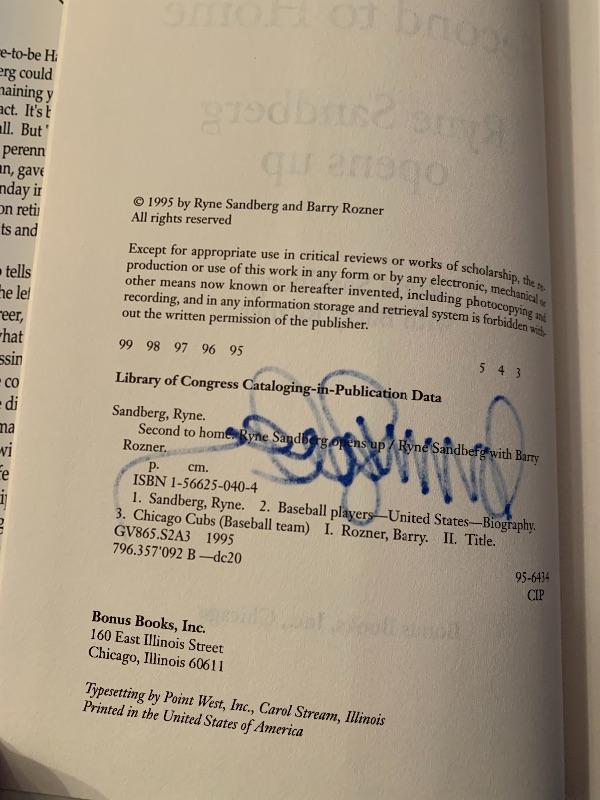 © 1995 by Ryne Sandberg and Barry Rozner
All rights reserved
Except for appropriate use in critical reviews or works of scholarship, the re-
production or use of this work in any form or by any electronic, mechanical or
other means now known or hereafter invented, including photocopying and
recording, and in any information storage and retrieval system is forbidden with-
out the written permission of the publisher.
99 98 97 96 95
5 4 3
Library of Congress Cataloging-in-Publication Data
Sandberg, Ryne.
Second to home: Ryne Sandberg opens up / Ryne Sandberg with Barry
Rozner.
p. cm.
ISBN 1-56625-040-4
1. Sandberg, Ryne. 2. Baseball players—United States—Biography.
3. Chicago Cubs (Baseball team) I. Rozner, Barry. II. Title.
GV865.S2A3 1995
796.357'092 B —dc20
95-6434
CIP
Bonus Books, Inc.
160 East Illinois Street
Chicago, Illinois 60611
Typesetting by Point West, Inc., Carol Stream, Illinois
Printed in the United States of America